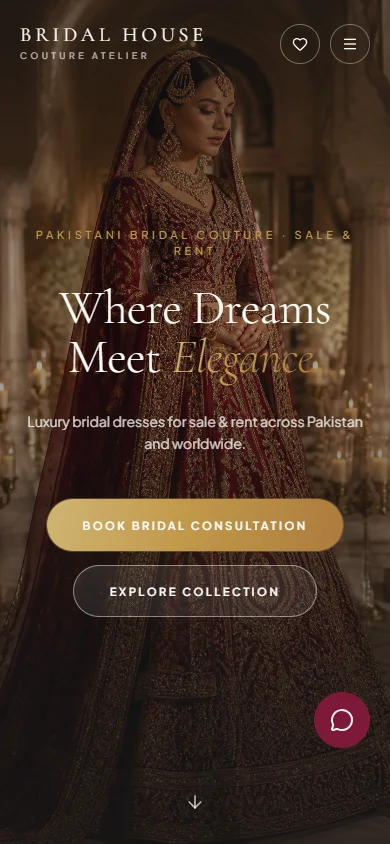 BRIDAL HOUSE
COUTURE ATELIER
PAKISTANI BRIDAL COUTURE · SALE &
RENT
Where Dreams
Meet Elegance
Luxury bridal dresses for sale & rent across Pakistan
and worldwide.
BOOK BRIDAL CONSULTATION
EXPLORE COLLECTION